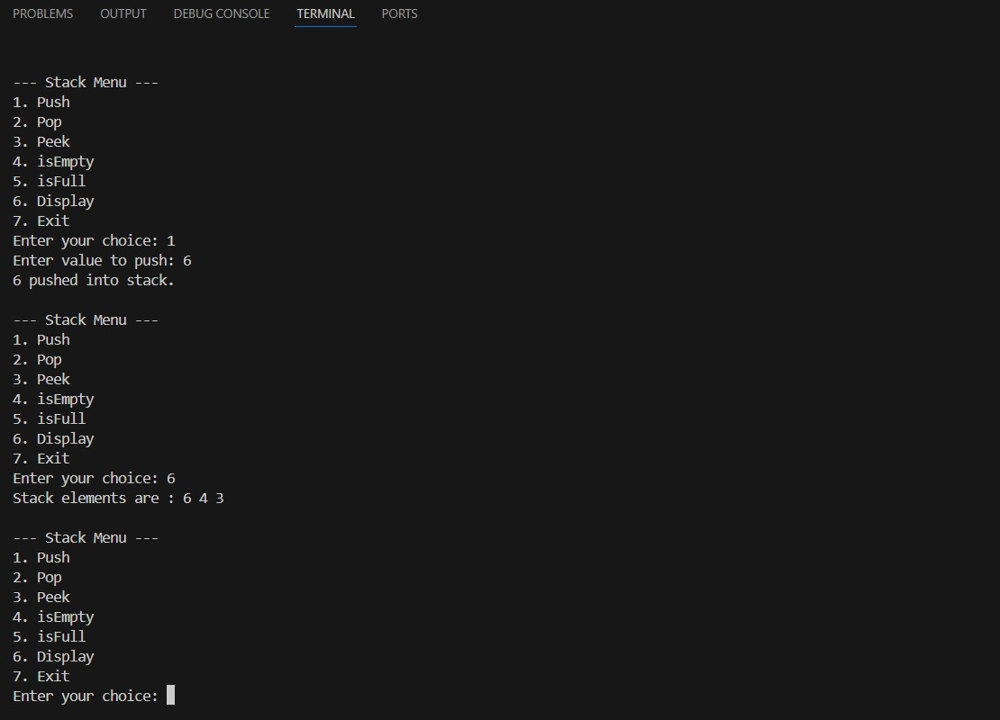 PROBLEMS OUTPUT DEBUG CONSOLE TERMINAL PORTS
--- Stack Menu ---
1. Push
2. Pop
3. Peek
4. isEmpty
5. isFull
6. Display
7. Exit
Enter your choice: 1
Enter value to push: 6
6 pushed into stack.
--- Stack Menu ---
1. Push
2. Pop
3. Peek
4. isEmpty
5. isFull
6. Display
7. Exit
Enter your choice: 6
Stack elements are : 6 4 3
--- Stack Menu ---
1. Push
2. Pop
3. Peek
4. isEmpty
5. isFull
6. Display
7. Exit
Enter your choice: